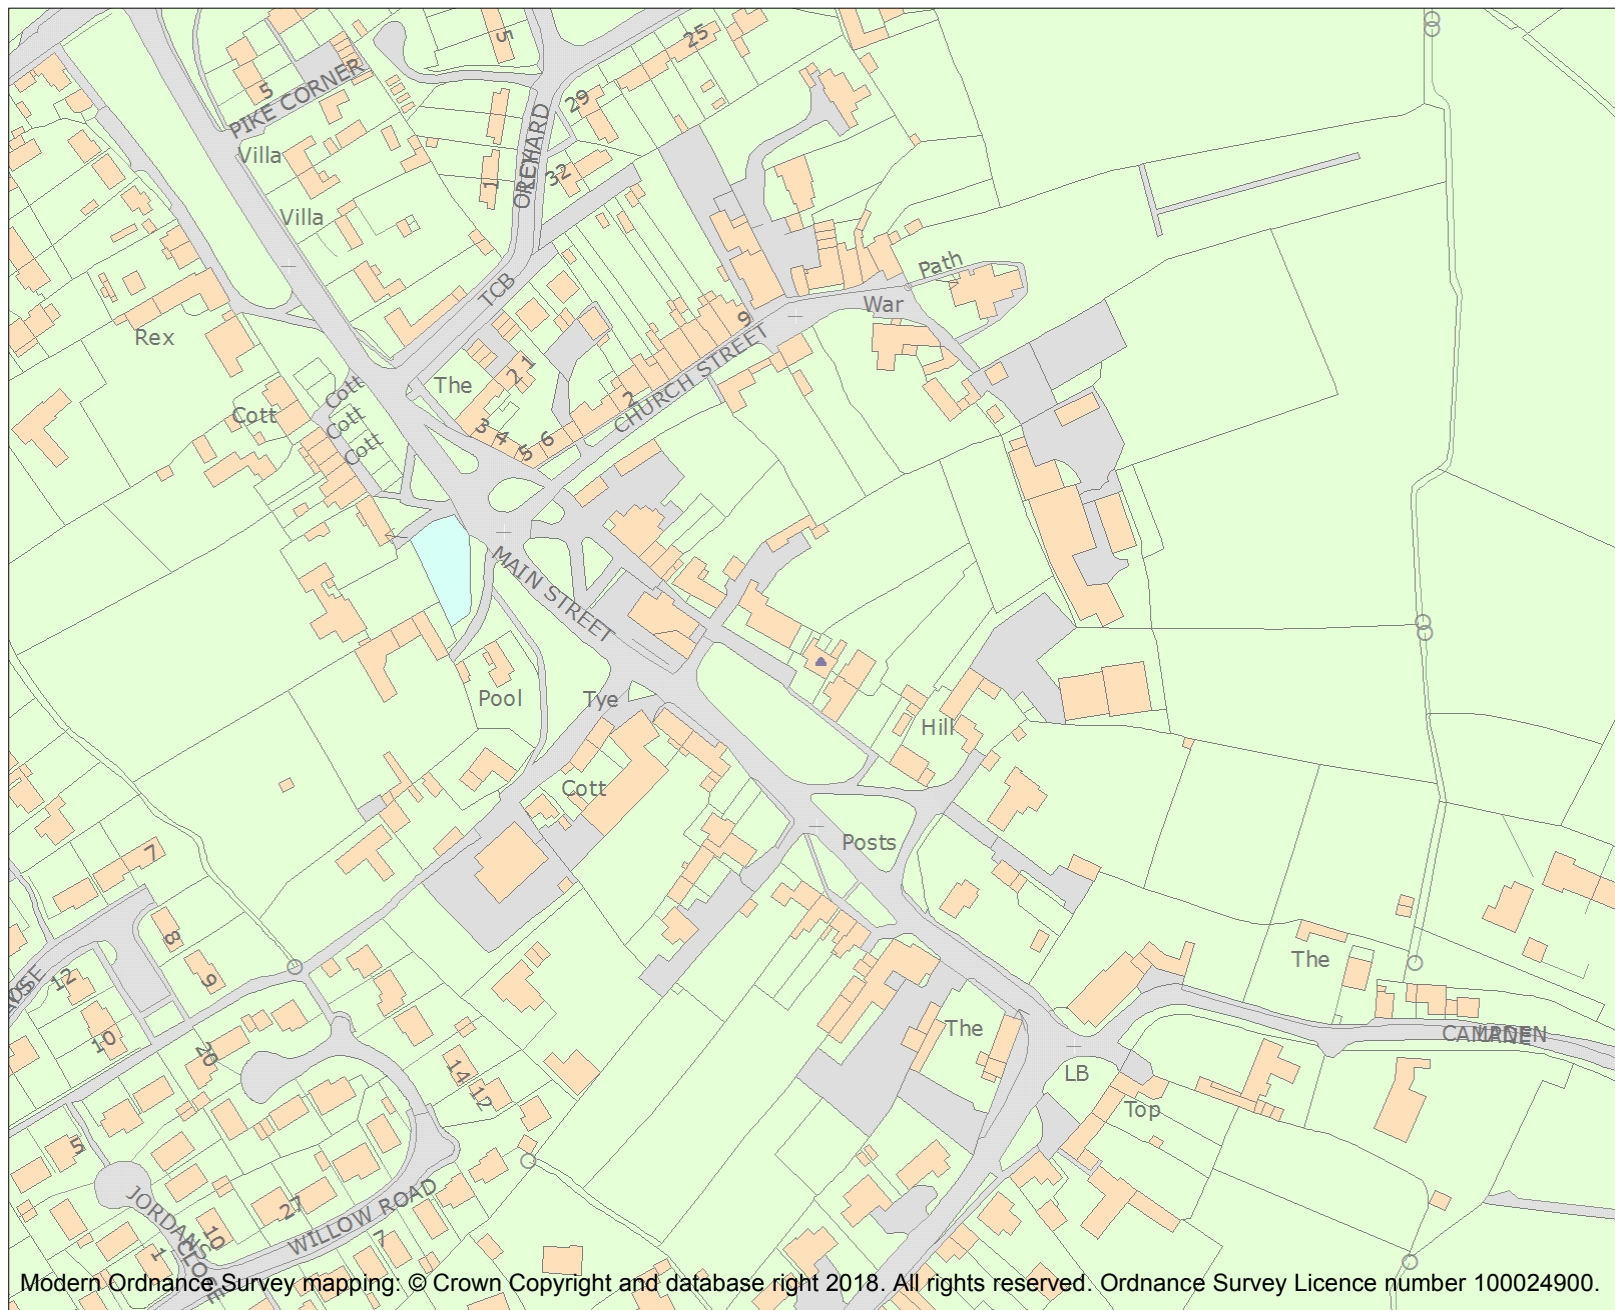 5
25
5
PIKE CORNER
29
ORCHARD
Villa
32
1
Villa
Path
TCB
War
9
Rex
CHURCH STREET
2 1
The
Cott
2
Cott
Cott
3
4
6
Cott
5
MAIN STREET
Pool
Tye
Hill
Cott
Posts
7
8
The
9
12
10
The
CAMPDEN
LANE
20
14
12
LB
Top
5
27
JORDANS
CLOSE
10
WILLOW ROAD
7
1
Modern Ordnance Survey mapping: © Crown Copyright and database right 2018. All rights reserved. Ordnance Survey Licence number 100024900.